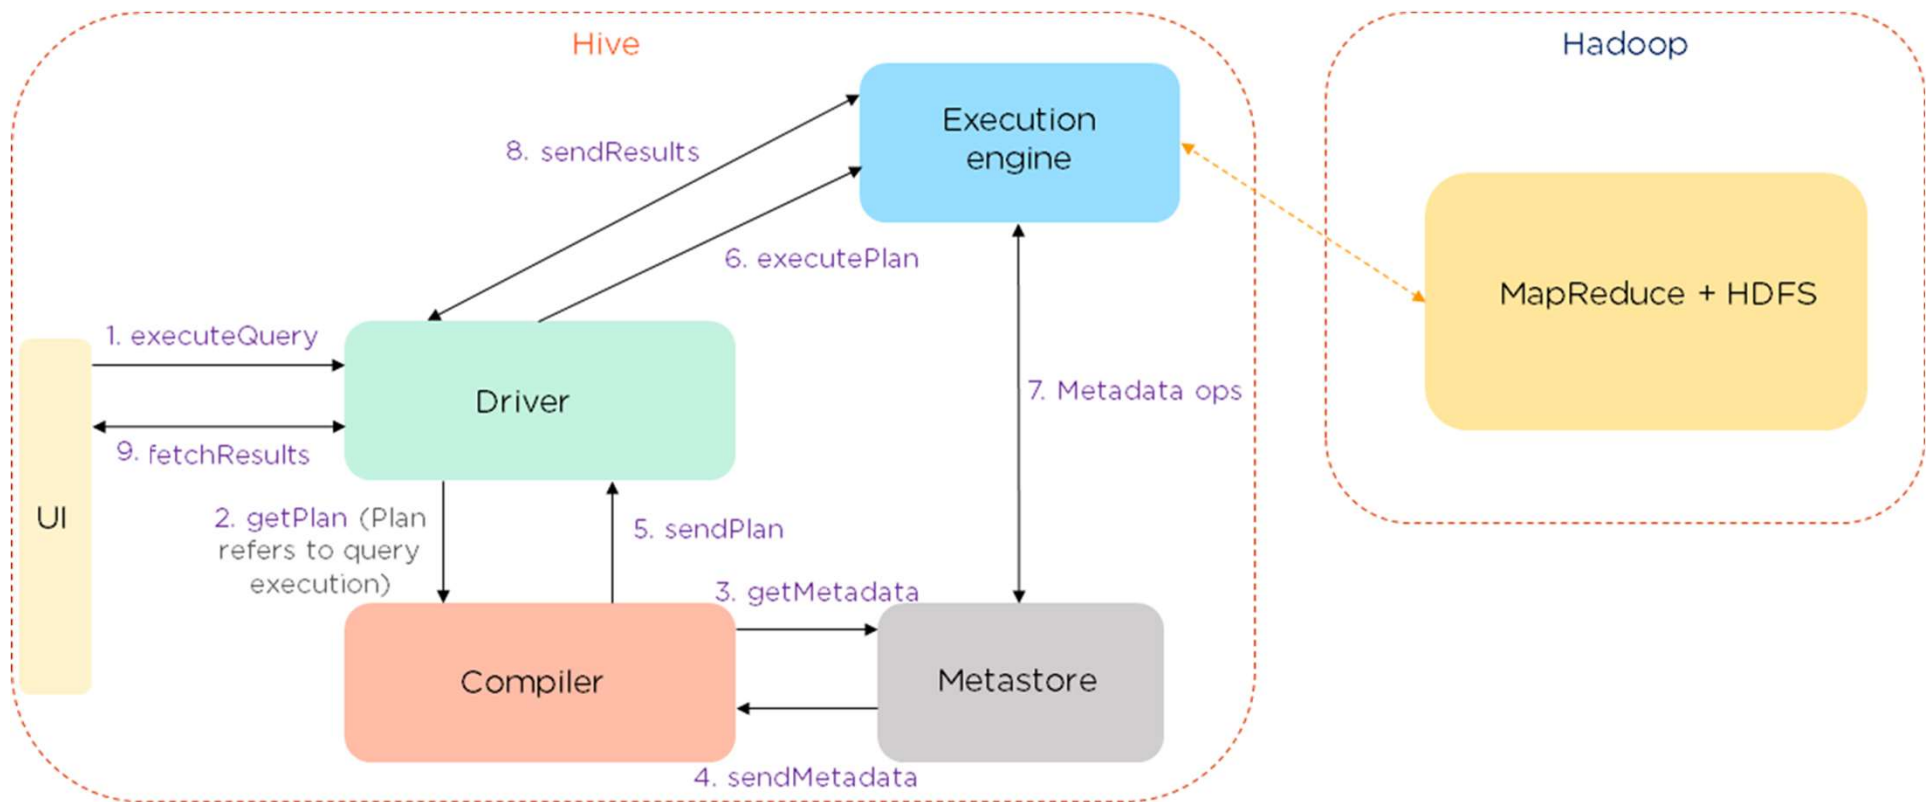 Hive
Hadoop
Execution
engine
8. sendResults
6. executePlan
MapReduce + HDFS
1. executeQuery
Driver
7. Metadata ops
9. fetchResults
UI
2. getPlan (Plan
refers to query
execution)
5. sendPlan
3. getMetadata
Compiler
Metastore
4. sendMetadata